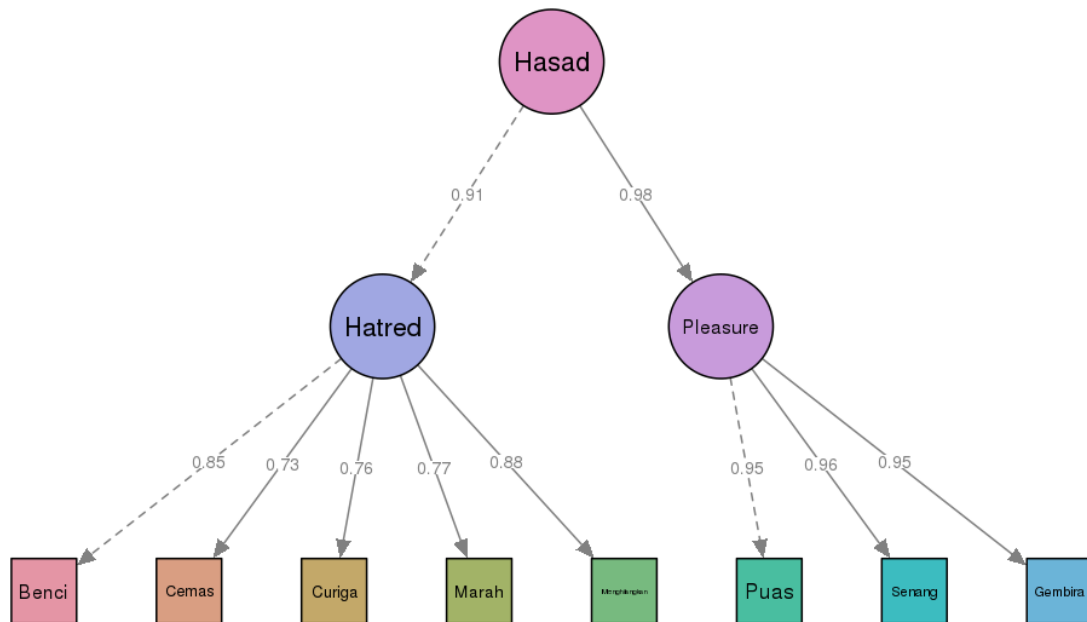 Hasad
0.91
0.98
Hatred
Pleasure
0.85
0.73
0.76
0.77
0.88
0.95
0.96
0.95
Benci
Cemas
Curiga
Marah
Menghilangkan
Puas
Senang
Gembira